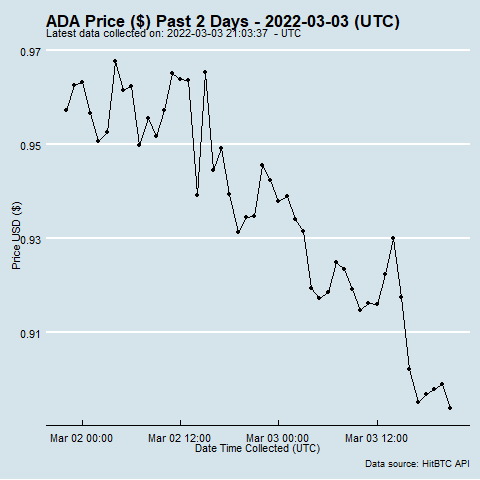 ADA Price ($) Past 2 Days - 2022-03-03 (UTC)
Latest data collected on: 2022-03-03 21:03:37  - UTC
0.97
0.95
0.93
0.91
Price USD ($)
Mar 02 00:00
Mar 02 12:00
Mar 03 00:00
Mar 03 12:00
Date Time Collected (UTC)
Data source: HitBTC API